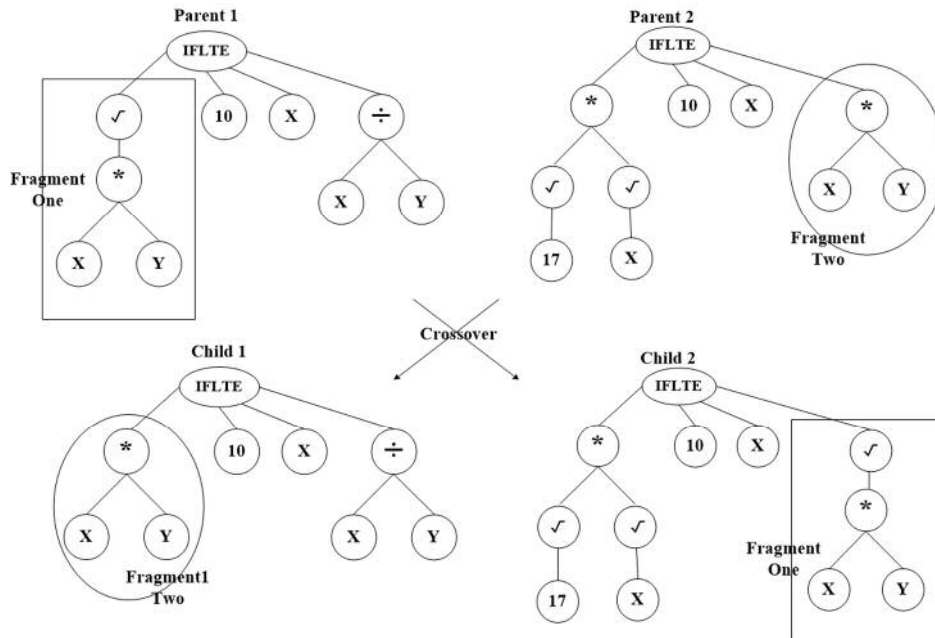 Parent 1
Parent 2
IFLTE
IFLTE
√
10
X
÷
*
10
X
*
Fragment
One
*
X
Y
√
√
X
Y
X
Y
17
X
Fragment
Two
Crossover
Child 1
Child 2
IFLTE
IFLTE
*
10
X
÷
*
10
X
√
X
Y
X
Y
√
√
*
Fragment1
Two
Fragment
One
17
X
X
Y